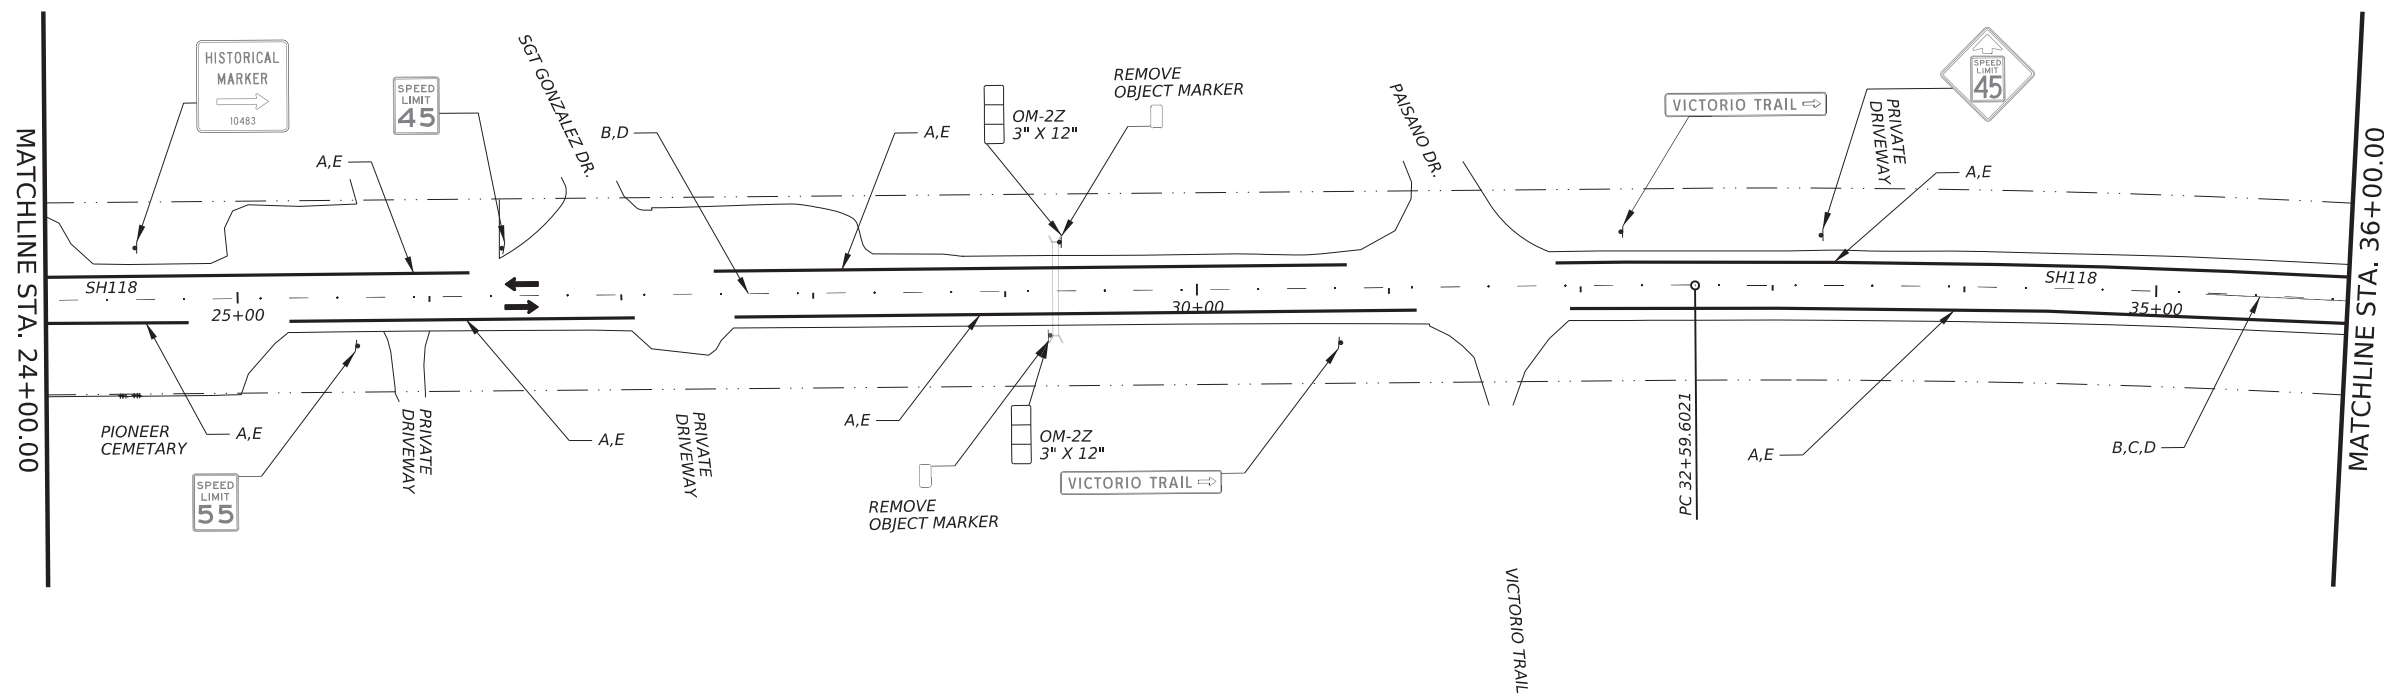 MATCHLINE STA. 24+00.00
HISTORICAL
MARKER
10483
SPEED
LIMIT
45
SGT GONZALEZ DR.
B,D
A,E
A,E
OM-2Z
3" X 12"
REMOVE
OBJECT MARKER
PAISANO DR.
VICTORIO TRAIL
PRIVATE
DRIVEWAY
SPEED
LIMIT
45
A,E
MATCHLINE STA. 36+00.00
SH118
25+00
30+00
SH118
35+00
PIONEER
CEMETARY
A,E
SPEED
LIMIT
55
PRIVATE
DRIVEWAY
A,E
PRIVATE
DRIVEWAY
A,E
REMOVE
OBJECT MARKER
OM-2Z
3" X 12"
VICTORIO TRAIL
VICTORIO TRAIL
PC 32+59.6021
A,E
B,C,D